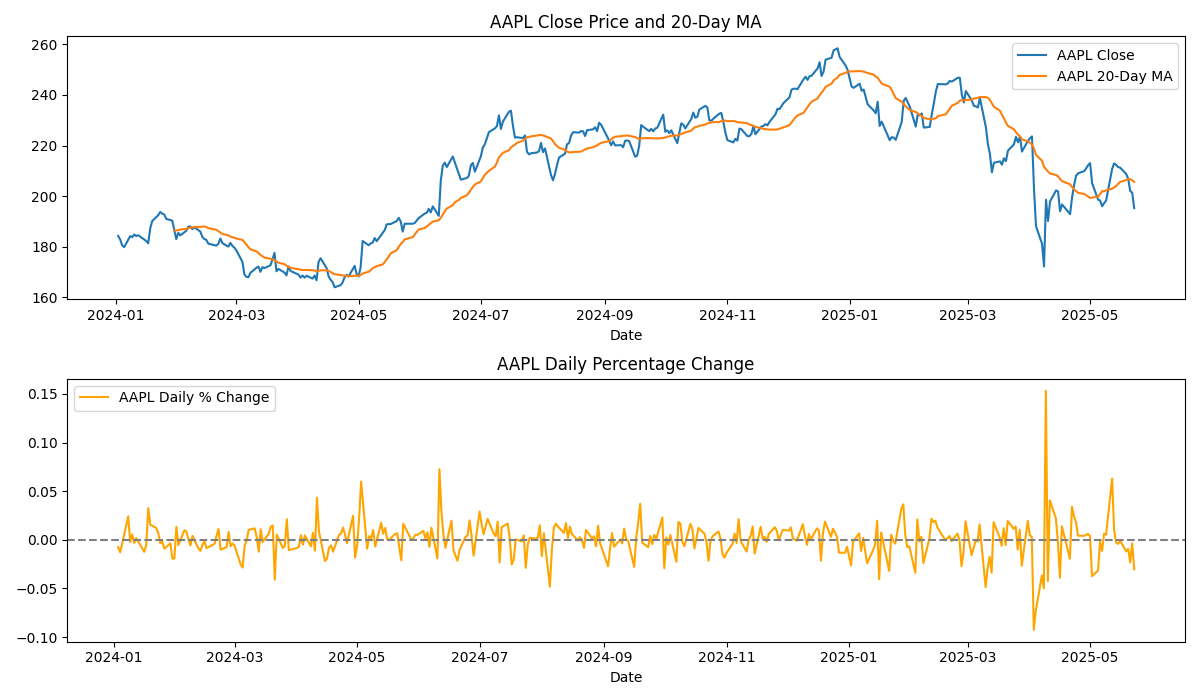 AAPL Close Price and 20-Day MA
260
240
220
200
180
160
AAPL Close
AAPL 20-Day MA
2024-01 2024-03 2024-05 2024-07 2024-09 2024-11 2025-01 2025-03 2025-05
Date
AAPL Daily Percentage Change
0.15
0.10
0.05
0.00
−0.05
−0.10
AAPL Daily % Change
2024-01 2024-03 2024-05 2024-07 2024-09 2024-11 2025-01 2025-03 2025-05
Date